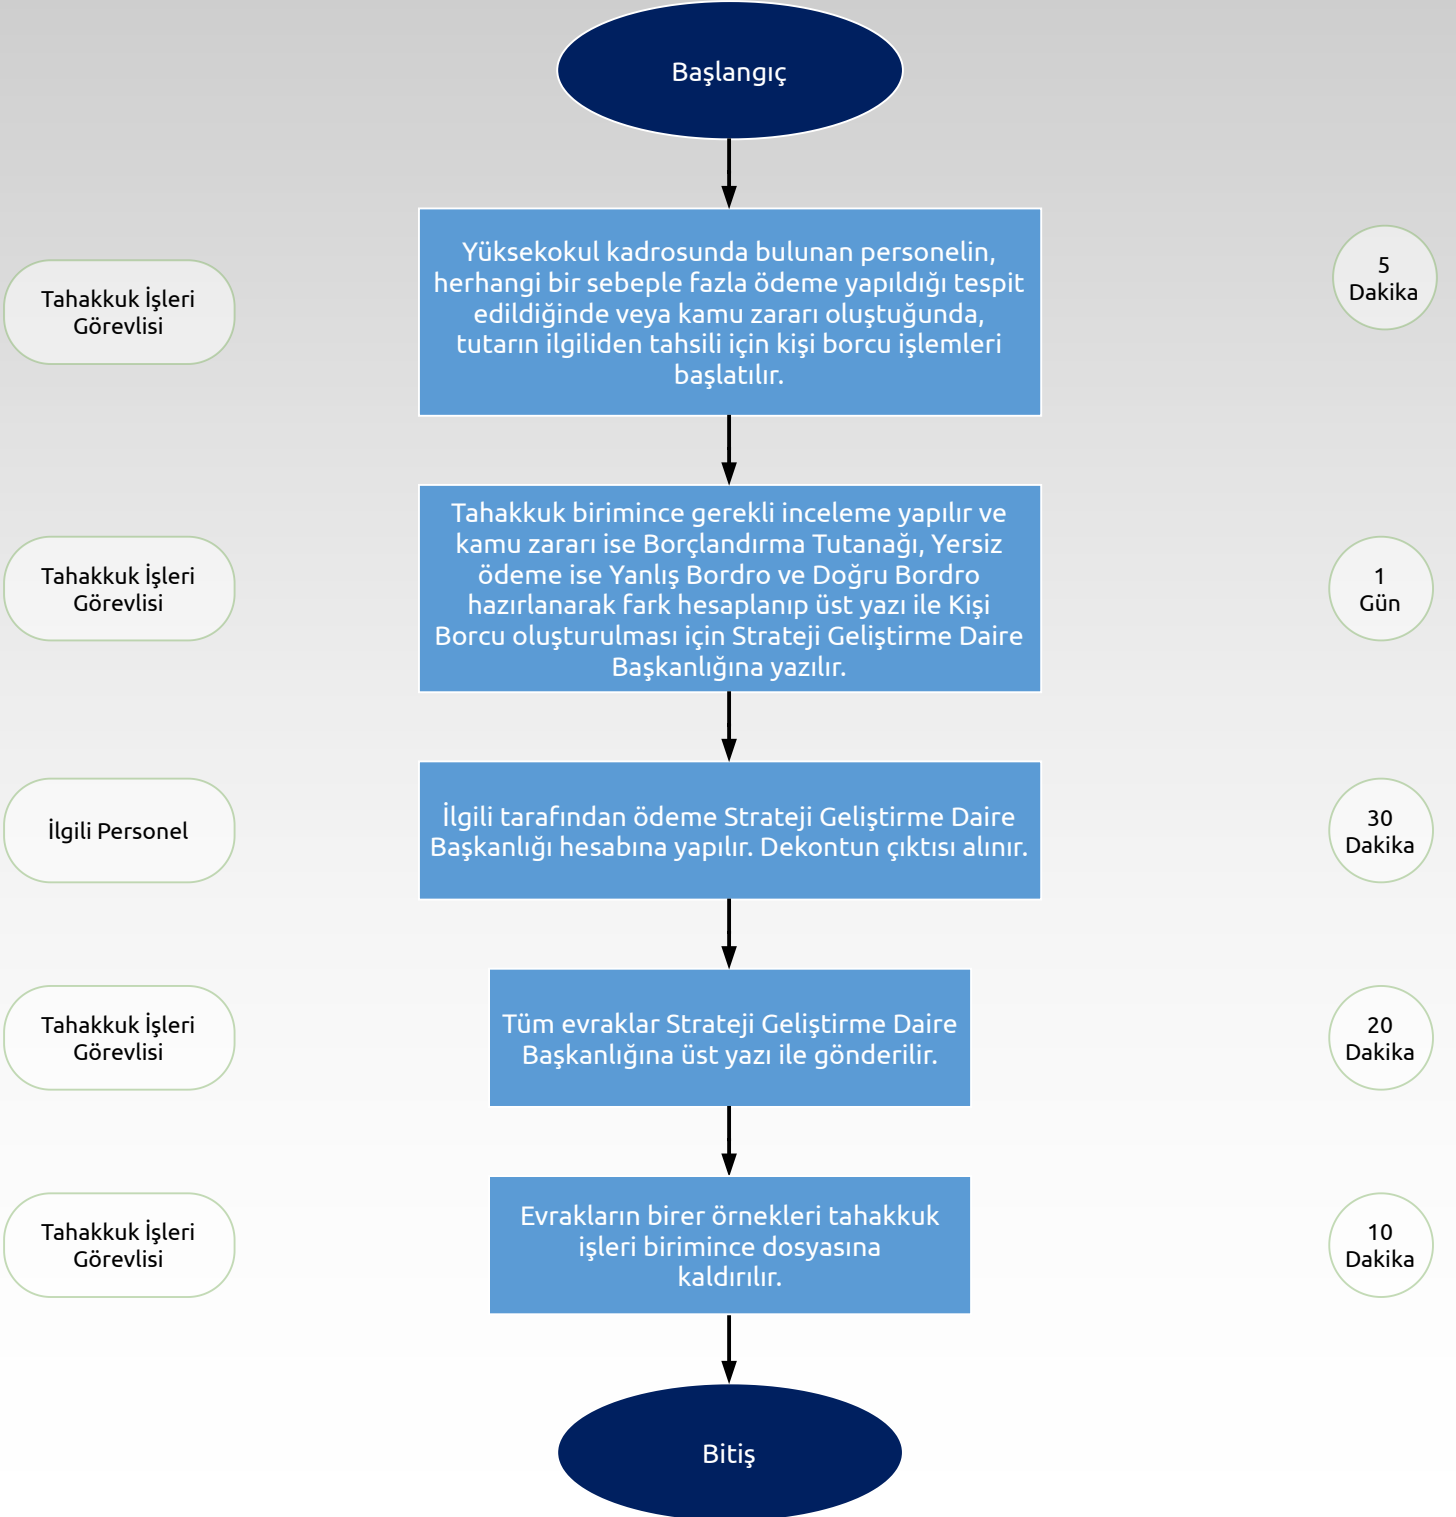 Başlangıç
Tahakkuk İşleri
Görevlisi
Yüksekokul kadrosunda bulunan personelin,
herhangi bir sebeple fazla ödeme yapıldığı tespit
edildiğinde veya kamu zararı oluştuğunda,
tutarın ilgiliden tahsili için kişi borcu işlemleri
başlatılır.
5
Dakika
Tahakkuk İşleri
Görevlisi
Tahakkuk birimince gerekli inceleme yapılır ve
kamu zararı ise Borçlandırma Tutanağı, Yersiz
ödeme ise Yanlış Bordro ve Doğru Bordro
hazırlanarak fark hesaplanıp üst yazı ile Kişi
Borcu oluşturulması için Strateji Geliştirme Daire
Başkanlığına yazılır.
1
Gün
İlgili Personel
İlgili tarafından ödeme Strateji Geliştirme Daire
Başkanlığı hesabına yapılır. Dekontun çıktısı alınır.
30
Dakika
Tahakkuk İşleri
Görevlisi
Tüm evraklar Strateji Geliştirme Daire
Başkanlığına üst yazı ile gönderilir.
20
Dakika
Tahakkuk İşleri
Görevlisi
Evrakların birer örnekleri tahakkuk
işleri birimince dosyasına
kaldırılır.
10
Dakika
Bitiş